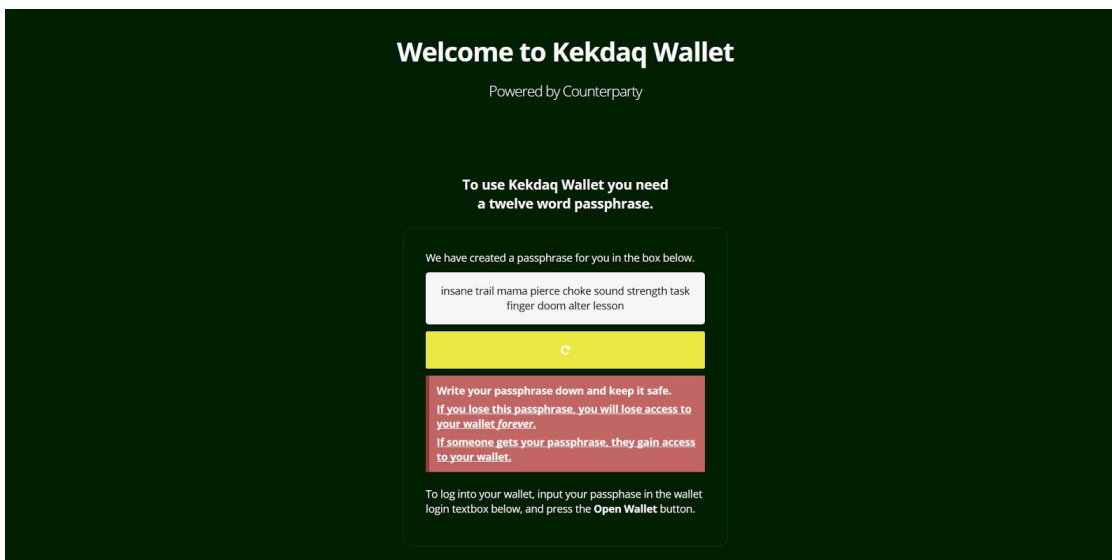 Welcome to Kekdaq Wallet
Powered by Counterparty
To use Kekdaq Wallet you need
a twelve word passphrase.
We have created a passphrase for you in the box below.
insane trail mama pierce choke sound strength task
finger doom alter lesson
Write your passphrase down and keep it safe.
If you lose this passphrase, you will lose access to
your wallet forever.
If someone gets your passphrase, they gain access
to your wallet.
To log into your wallet, input your passphase in the wallet
login textbox below, and press the Open Wallet button.